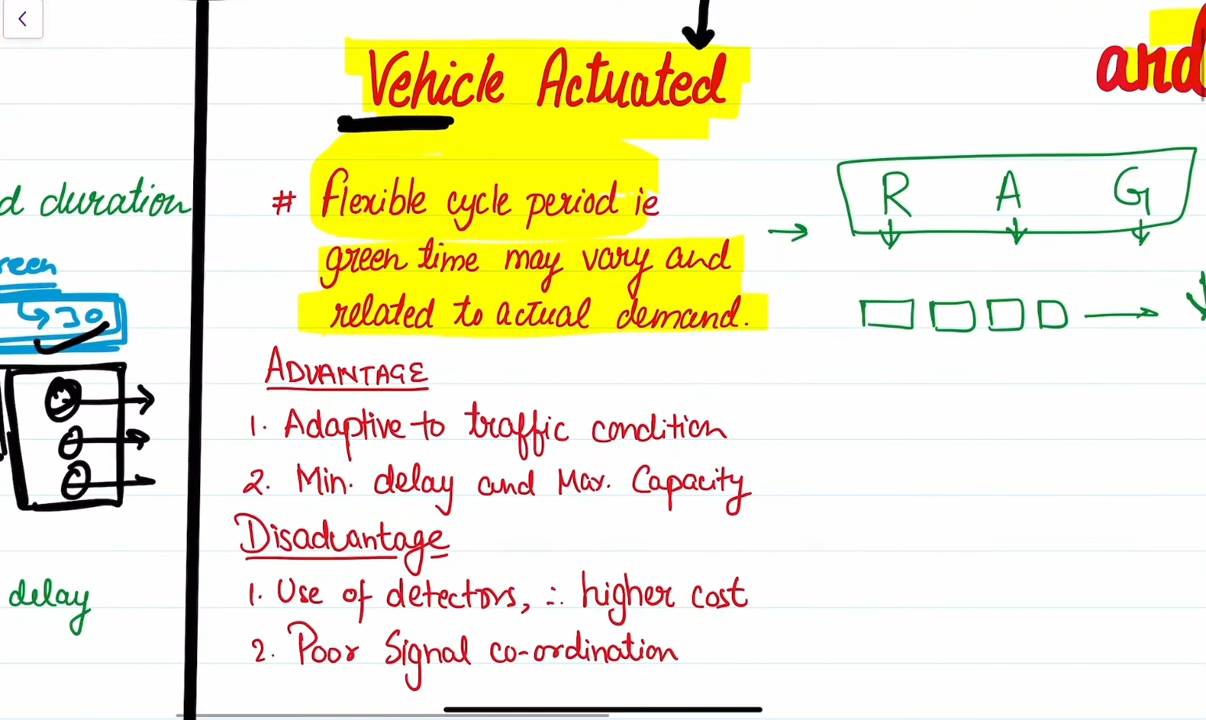 Vehicle Actuated
and
# flexible cycle period ie
green time may vary and
related to actual demand.
ADVANTAGE
1. Adaptive to traffic condition
2. Min. delay and Max. Capacity
Disadvantage
1. Use of detectors, ∴ higher cost
2. Poor Signal co-ordination
d duration
reen
↳ 30
delay
R A G